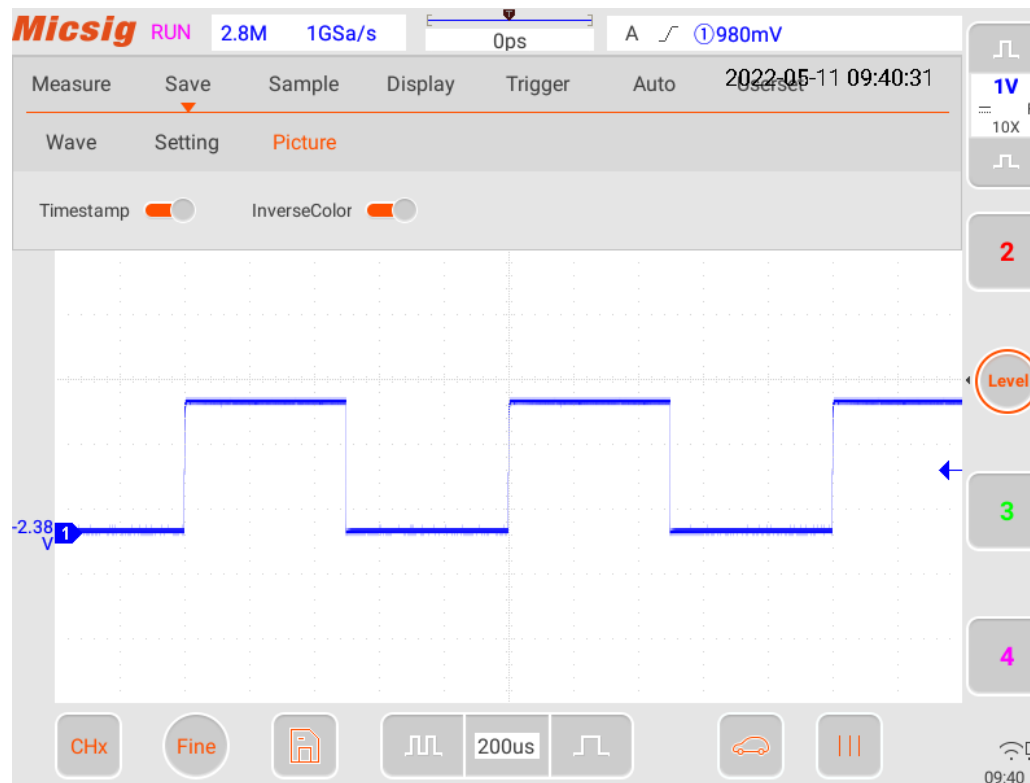 Micsig RUN 2.8M 1GSa/s 0ps A ①980mV
Measure Save Sample Display Trigger Auto Userset 2022-05-11 09:40:31
1V
10X
Wave Setting Picture
Timestamp InverseColor
2
Level
-2.38
V
1
3
4
CHx Fine 200us
09:40